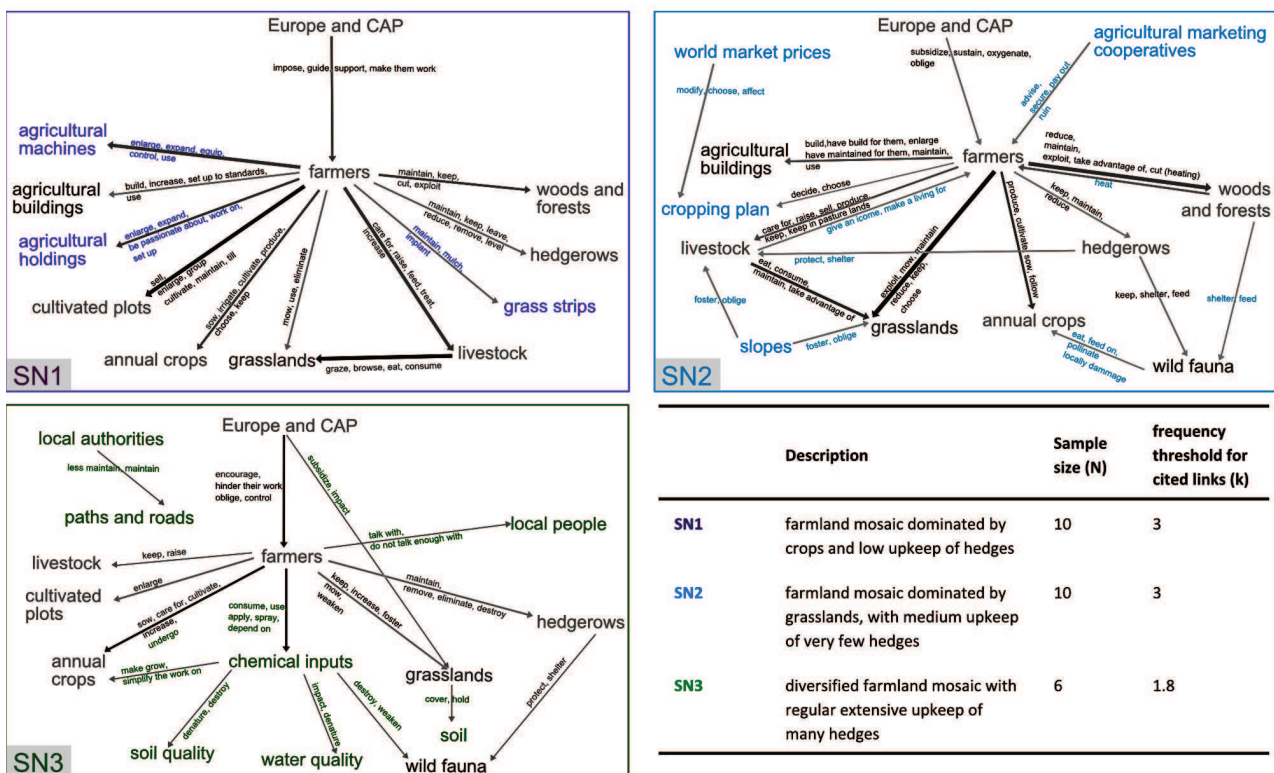 Europe and CAP
impose, guide, support, make them work
agricultural
machines
enlarge, expand, equip,
control, use
farmers
agricultural
buildings
build, increase, set up to standards,
use
maintain, keep,
cut, exploit
woods and
forests
agricultural
holdings
enlarge, expand,
be passionate about, work on,
set up
maintain, keep, leave,
reduce, remove, level
hedgerows
cultivated plots
sell,
enlarge, group
cultivate, maintain, till
care for, raise, feed, treat,
increase
maintain, mulch
implant
grass strips
sow, irrigate, cultivate, produce,
choose, keep
mow, use, eliminate
annual crops
grasslands
livestock
graze, browse, eat, consume
SN1
Europe and CAP
world market prices
subsidize, sustain, oxygenate,
oblige
agricultural marketing
cooperatives
modify, choose, affect
advise,
secure, pay out
ruin
agricultural
buildings
build,have build for them, enlarge
have maintained for them, maintain,
use
farmers
reduce,
maintain,
exploit, take advantage of, cut (heating)
heat
woods
and forests
decide, choose
cropping plan
care for, raise, sell, produce
keep, keep in pasture lands
give an icome, make a living for
keep, maintain,
reduce
livestock
hedgerows
protect, shelter
eat, consume,
maintain, take advantage of
exploit, mow, maintain
reduce, keep,
choose
produce, cultivate, sow, follow
keep, shelter, feed
shelter, feed
foster, oblige
grasslands
annual crops
slopes
foster, oblige
eat, feed on,
pollinate
locally dammage
wild fauna
SN2
local authorities
Europe and CAP
less maintain, maintain
encourage,
hinder their work
oblige, control
subsidize, impact
paths and roads
talk with,
do not talk enough with
local people
livestock
keep, raise
farmers
cultivated
plots
enlarge
maintain,
remove, eliminate, destroy
sow, care for, cultivate,
increase,
undergo
consume, use
apply, spray,
depend on
keep, increase, foster
mow,
weaken
hedgerows
annual
crops
make grow,
simplify the work on
chemical inputs
grasslands
protect, shelter
denature, destroy
impact, denature
destroy, weaken
cover, hold
soil
soil quality
water quality
wild fauna
SN3
Description
Sample
size (N)
frequency
threshold for
cited links (k)
SN1
farmland mosaic dominated by
crops and low upkeep of hedges
10
3
SN2
farmland mosaic dominated by
grasslands, with medium upkeep
of very few hedges
10
3
SN3
diversified farmland mosaic with
regular extensive upkeep of
many hedges
6
1.8